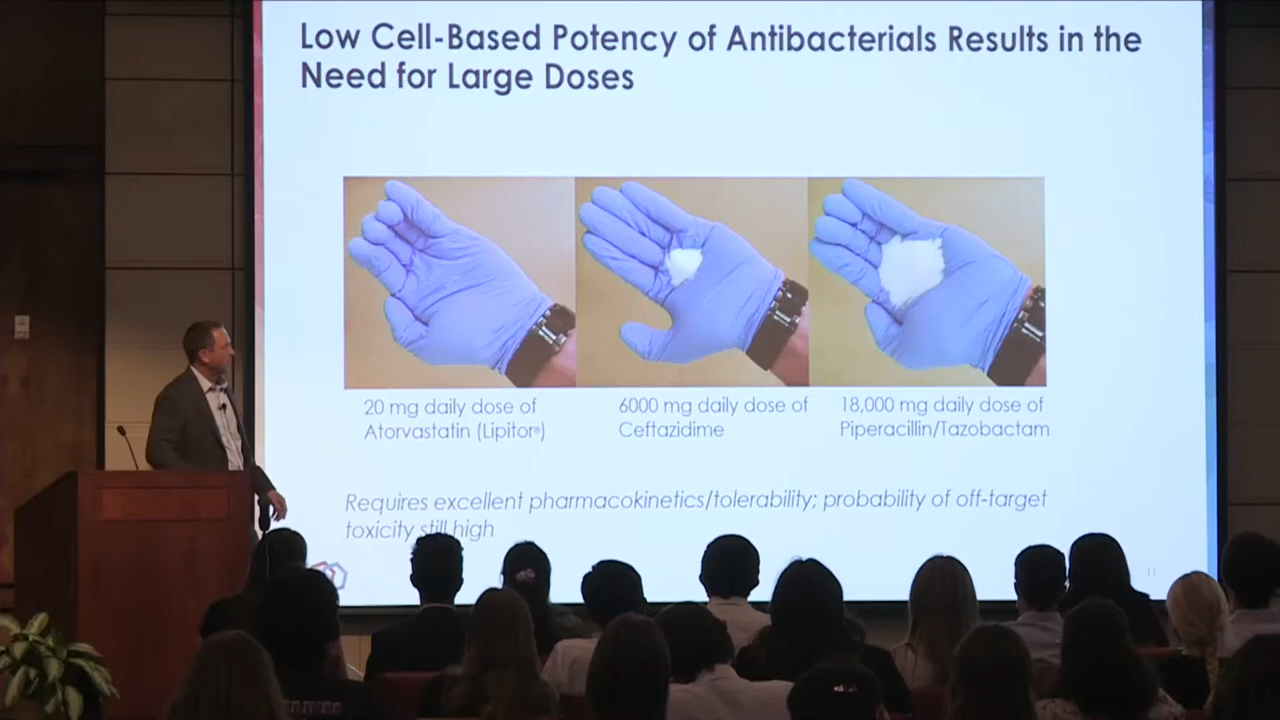 Low Cell-Based Potency of Antibacterials Results in the
Need for Large Doses
20 mg daily dose of
Atorvastatin (Lipitor®)
6000 mg daily dose of
Ceftazidime
18,000 mg daily dose of
Piperacillin/Tazobactam
Requires excellent pharmacokinetics/tolerability; probability of off-target
toxicity still high
11